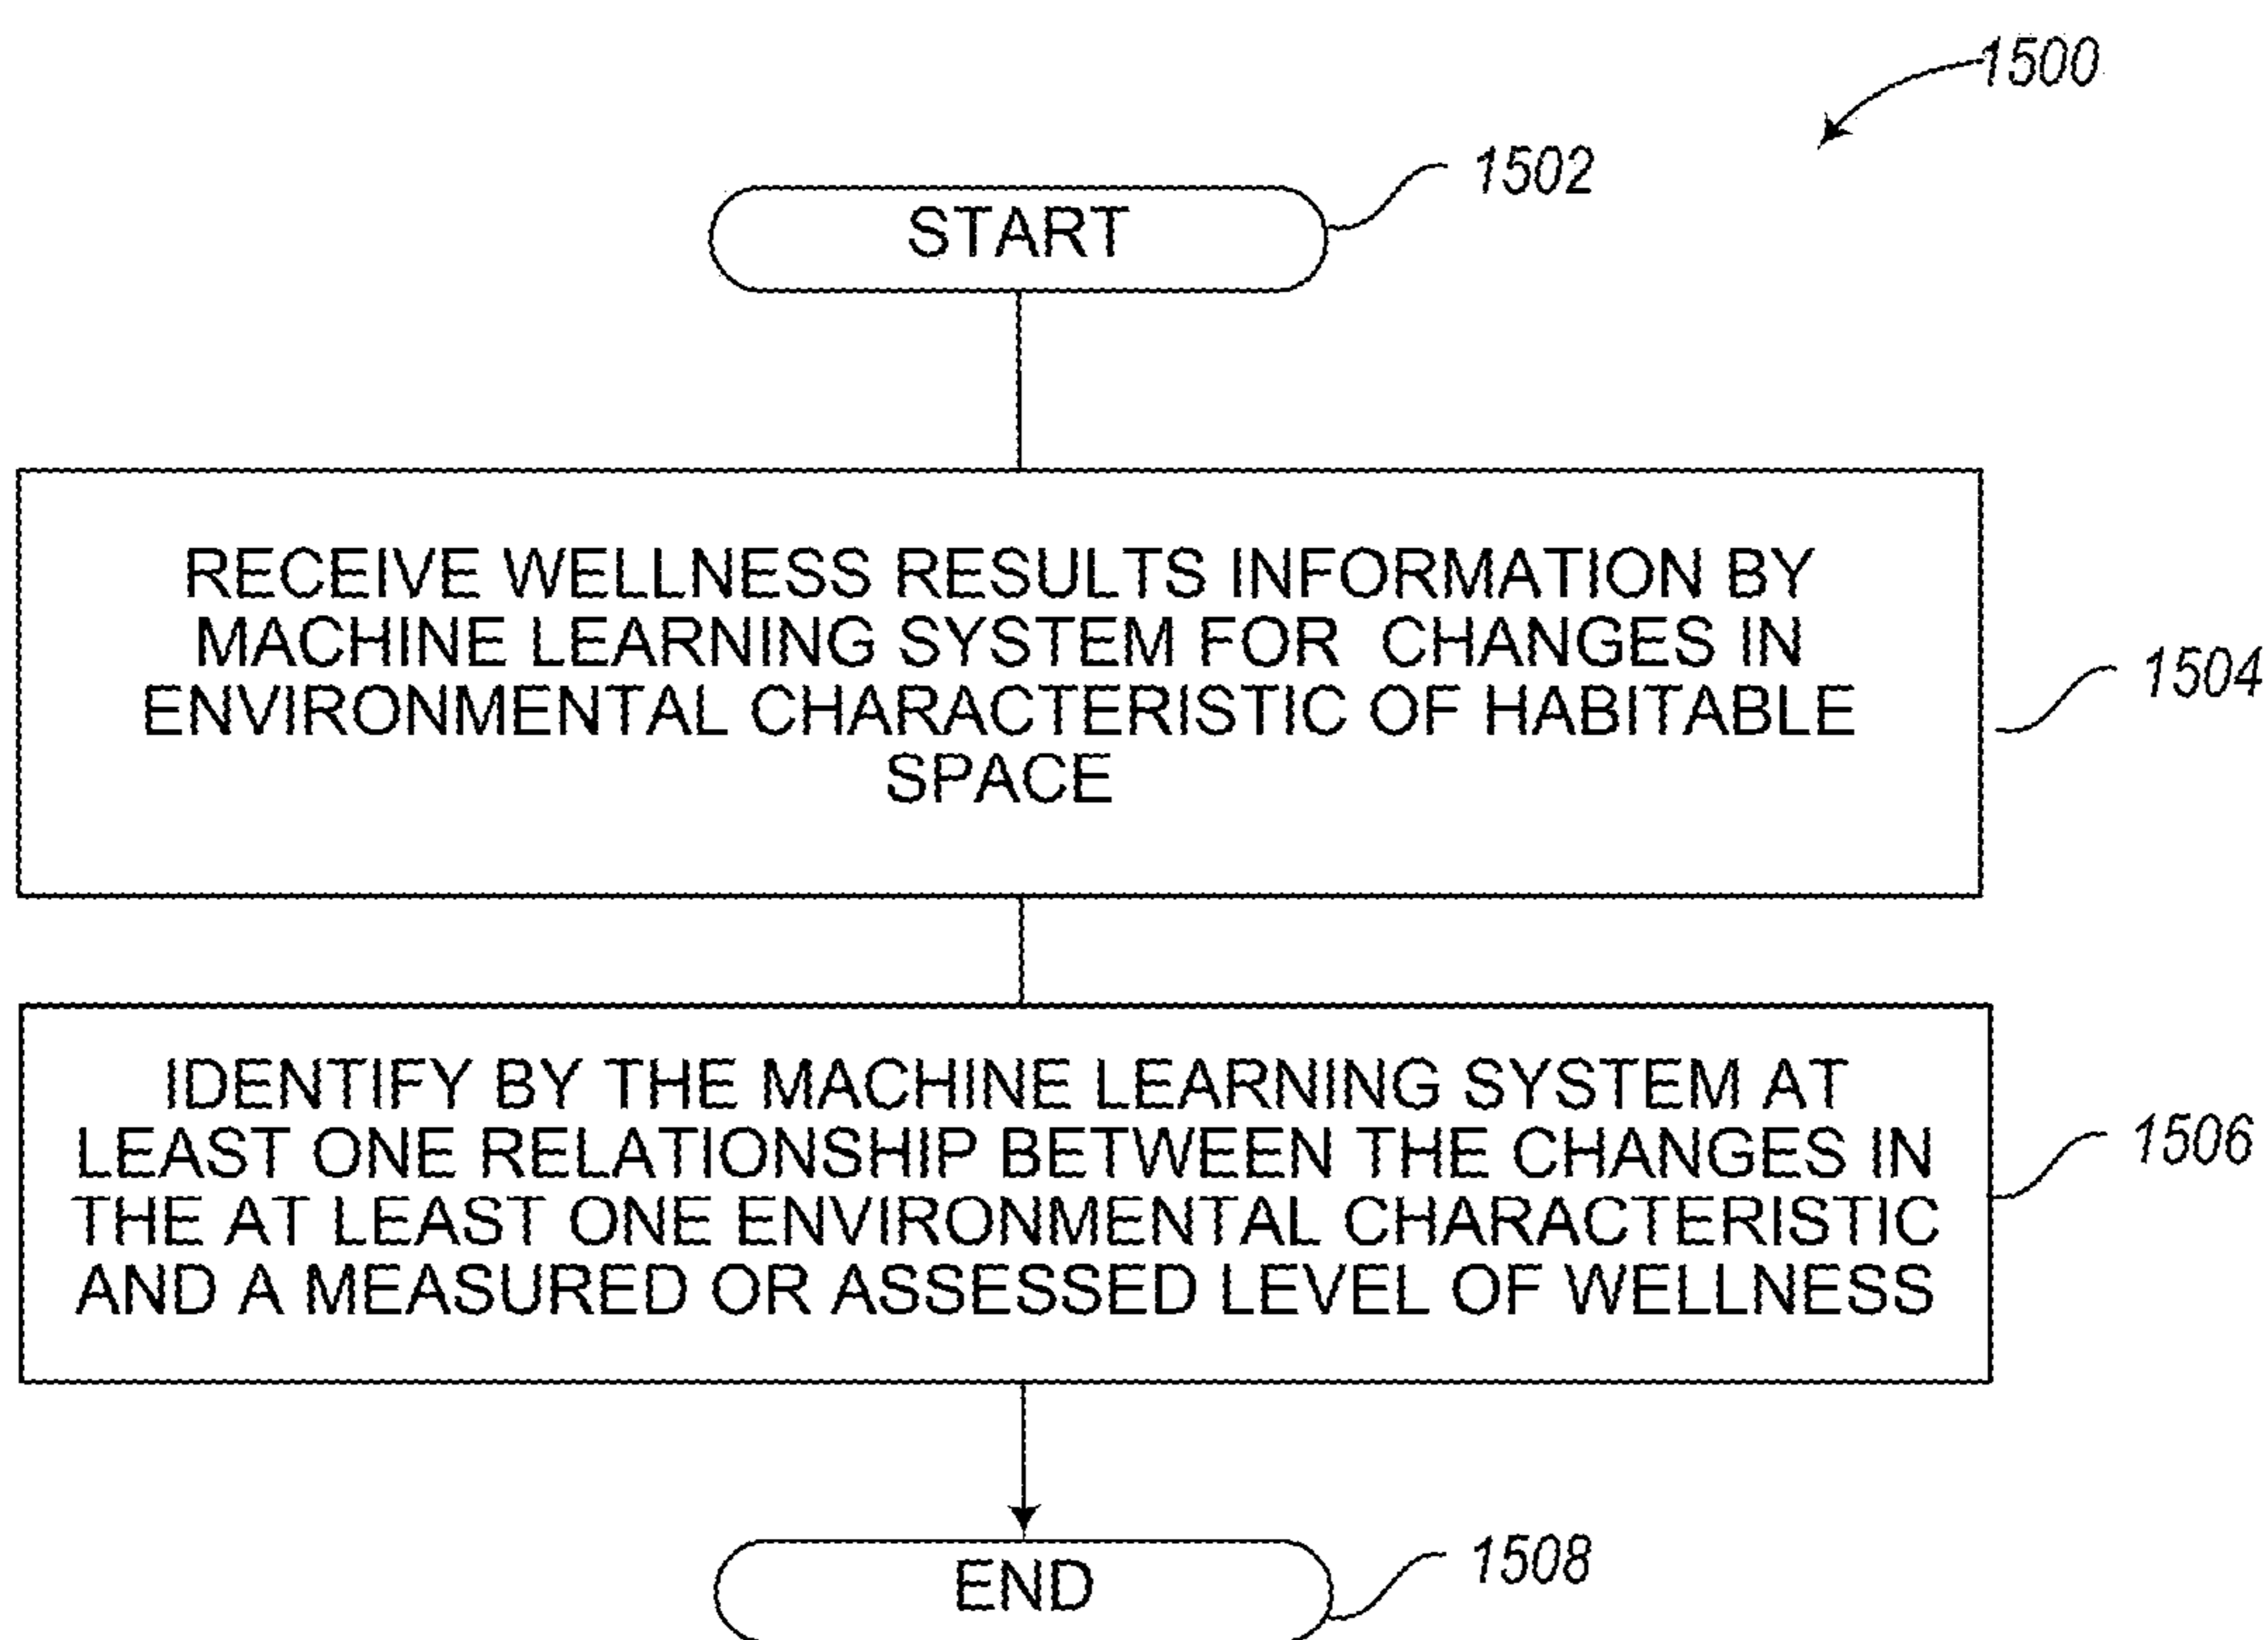 1500
1502
START
RECEIVE WELLNESS RESULTS INFORMATION BY
MACHINE LEARNING SYSTEM FOR CHANGES IN
ENVIRONMENTAL CHARACTERISTIC OF HABITABLE
SPACE
1504
IDENTIFY BY THE MACHINE LEARNING SYSTEM AT
LEAST ONE RELATIONSHIP BETWEEN THE CHANGES IN
THE AT LEAST ONE ENVIRONMENTAL CHARACTERISTIC
AND A MEASURED OR ASSESSED LEVEL OF WELLNESS
1506
END
1508